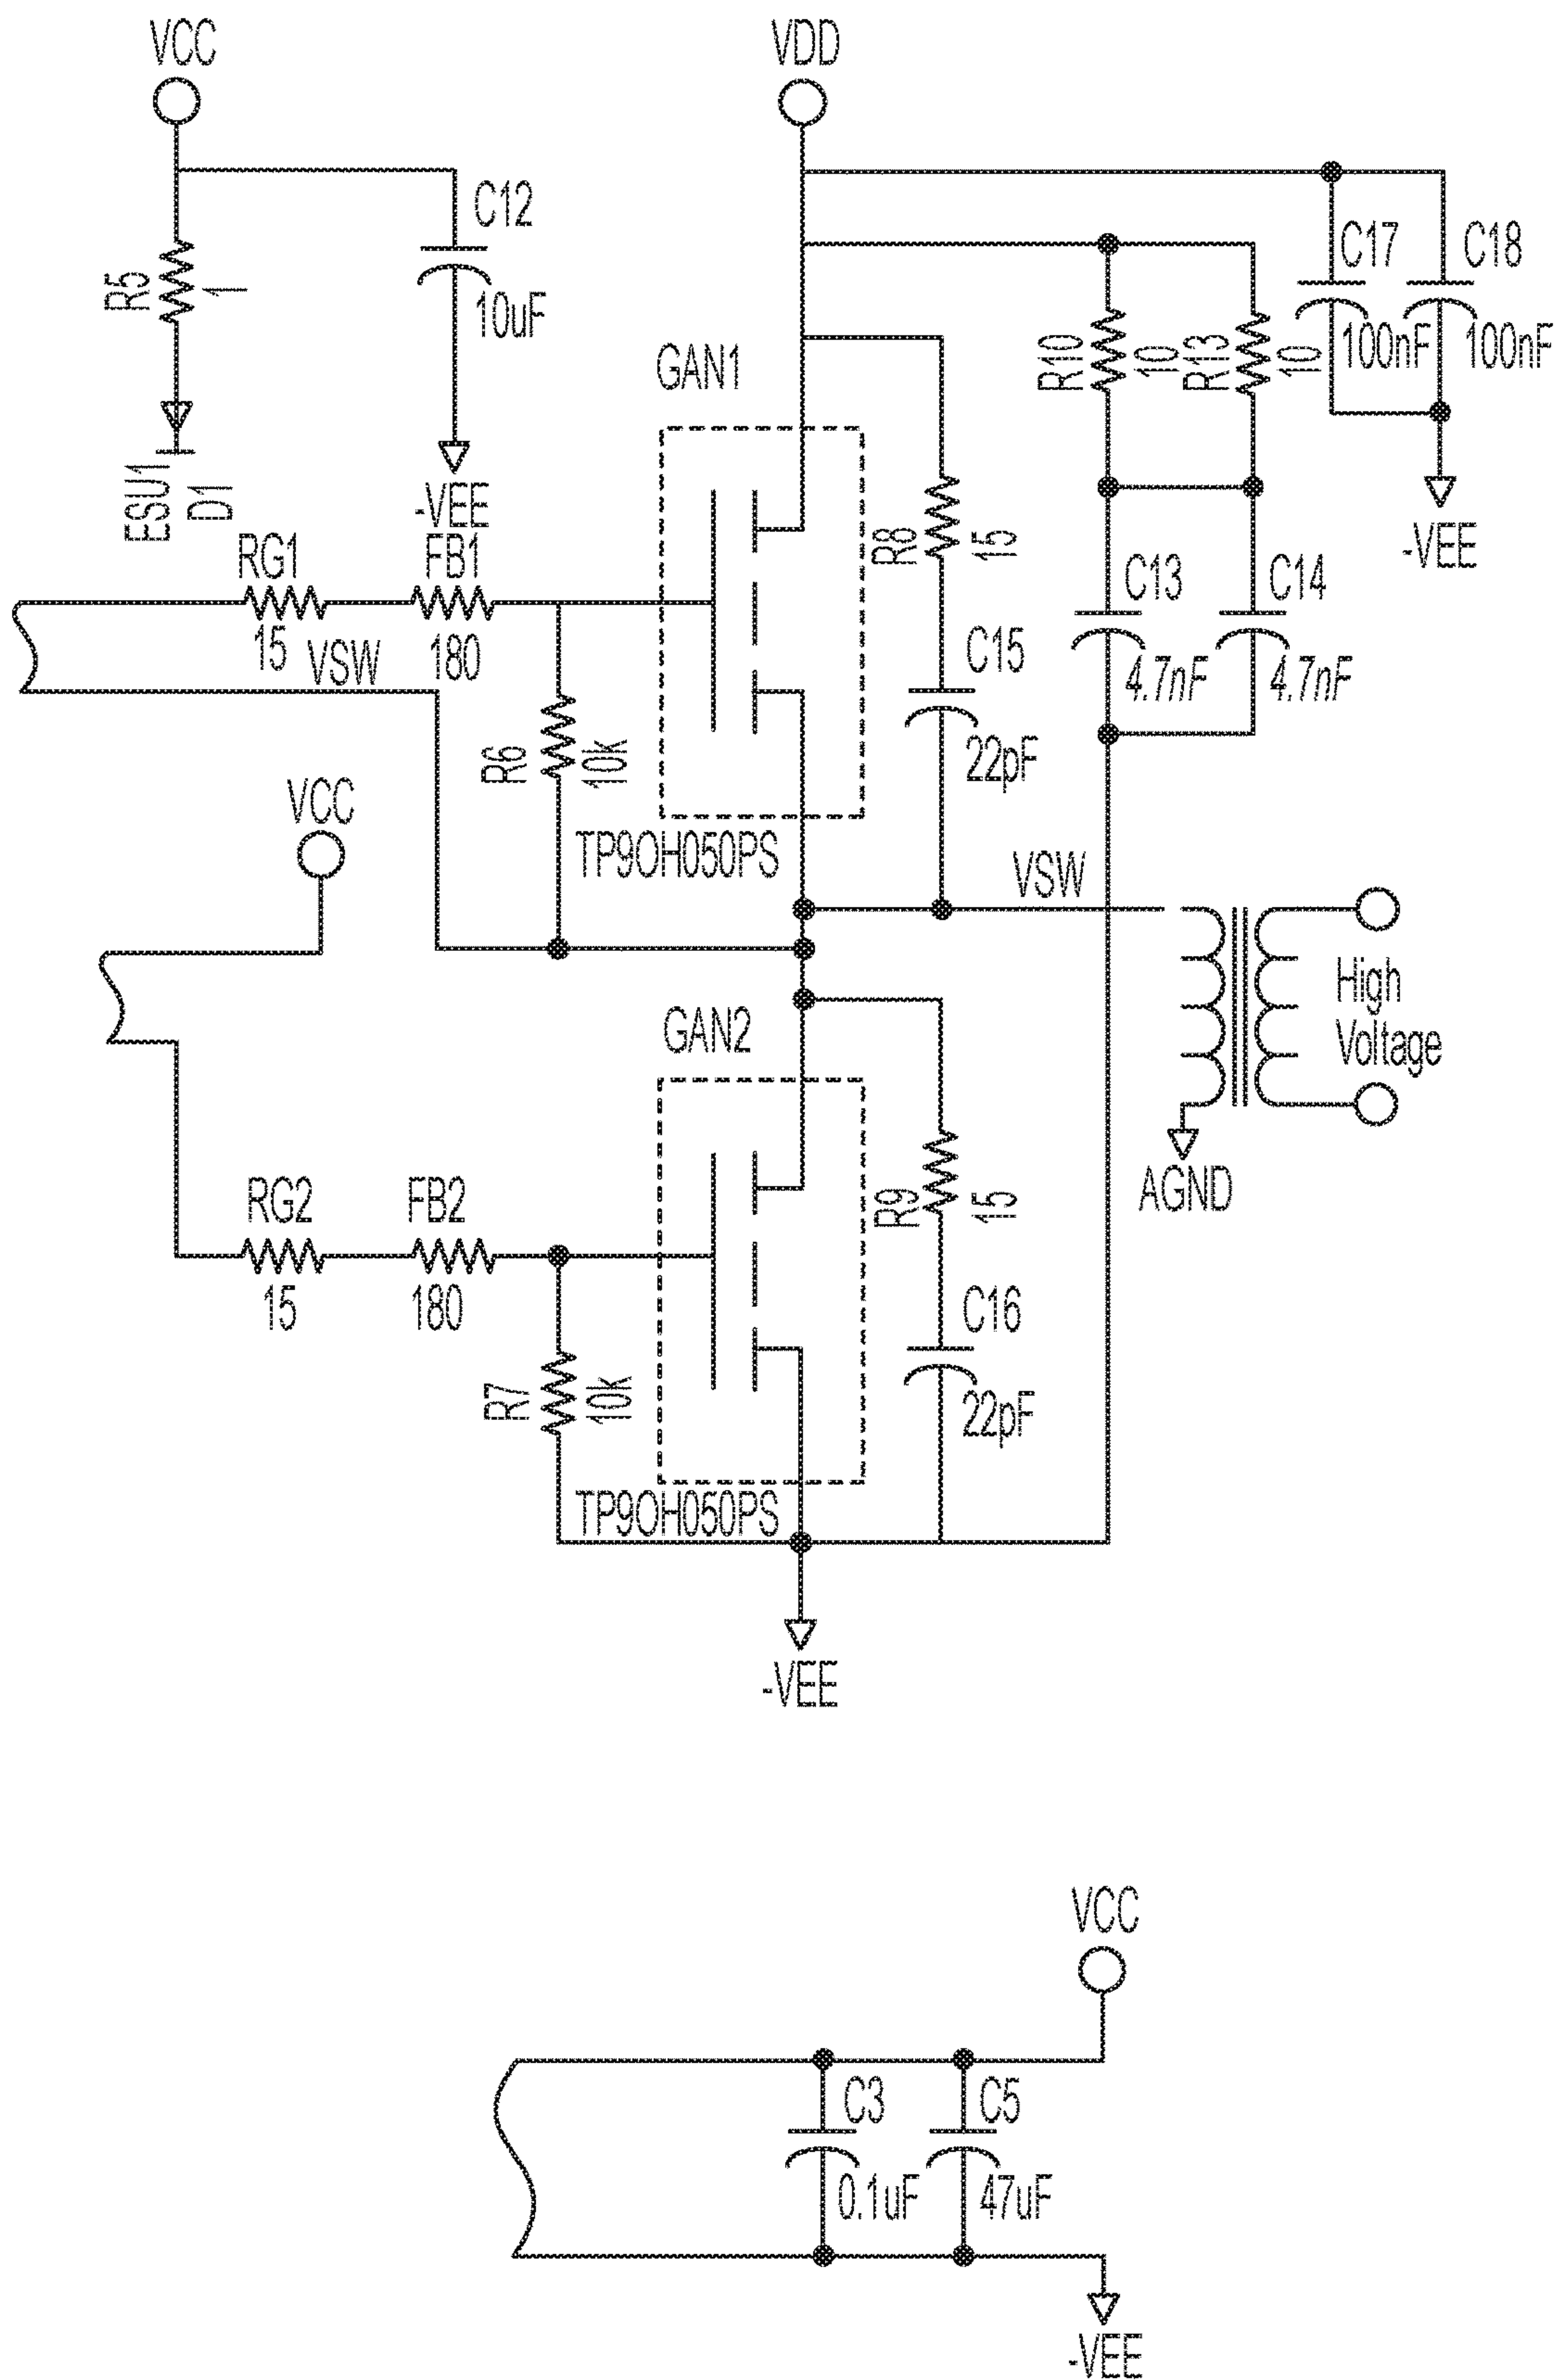 VCC
VDD
C12
10uF
R5
1
C17
100nF
C18
100nF
GAN1
R10
10
R13
10
ESU1
D1
-VEE
-VEE
RG1
15
FB1
180
VSW
R8
15
C13
4.7nF
C14
4.7nF
C15
22pF
R6
10k
VCC
TP9OH050PS
VSW
High
Voltage
GAN2
AGND
RG2
15
FB2
180
R9
15
C16
22pF
R7
10k
TP9OH050PS
-VEE
VCC
C3
0.1uF
C5
47uF
-VEE